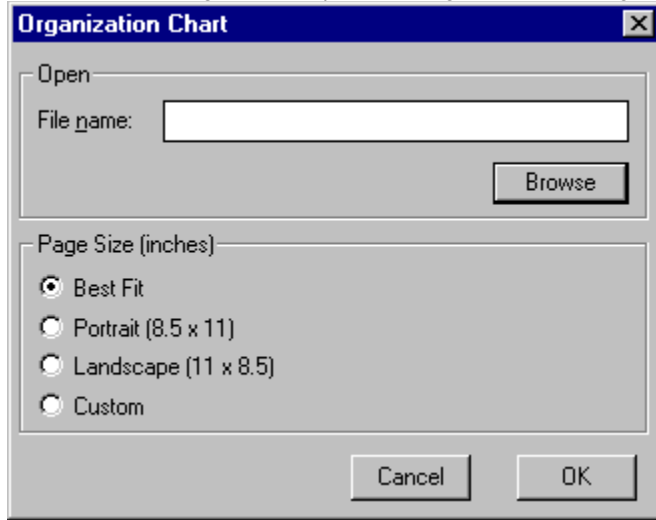 Organization Chart
Open
File name:
Browse
Page Size (inches)
Best Fit
Portrait (8.5 x 11)
Landscape (11 x 8.5)
Custom
Cancel OK